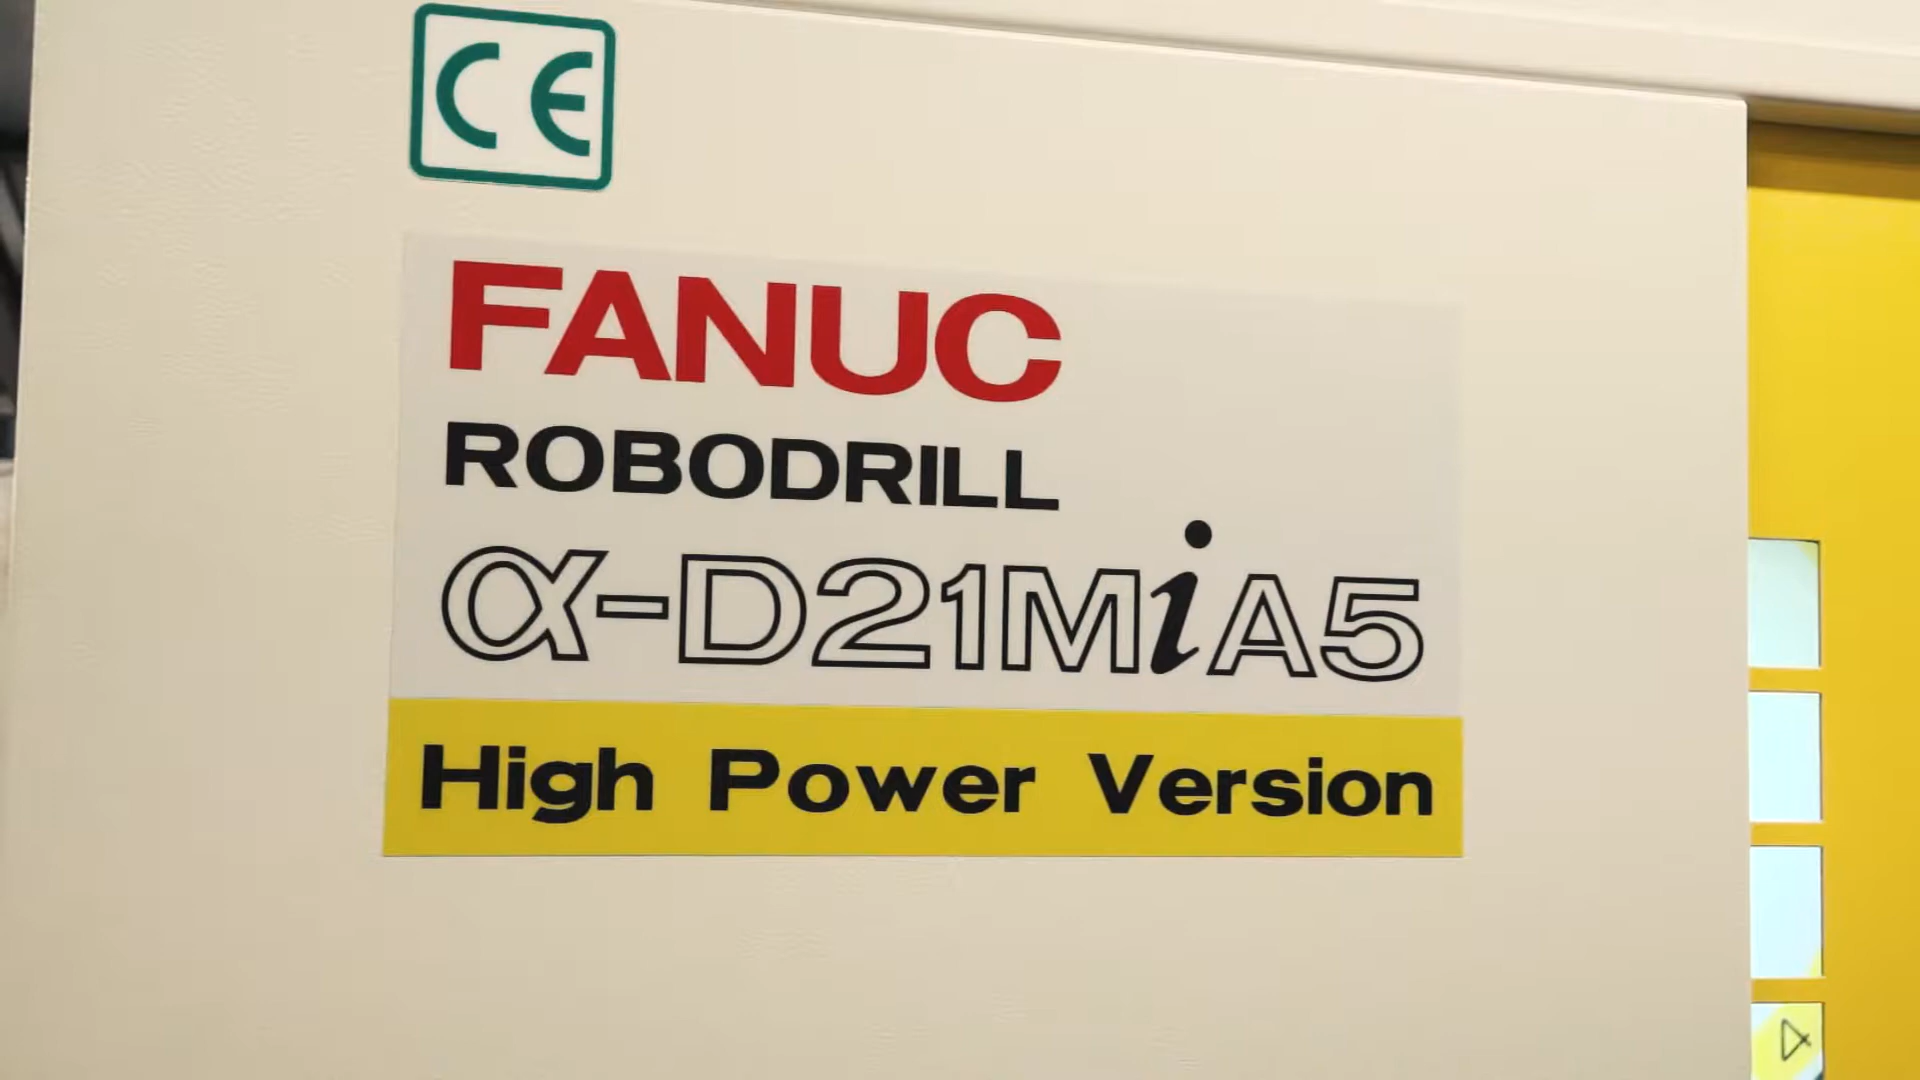 CE
FANUC
ROBODRILL
α-D21MiA5
High Power Version